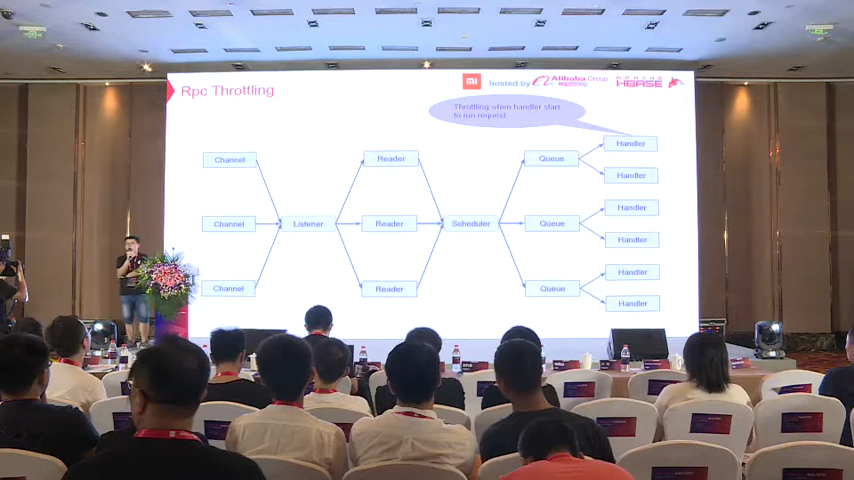 Rpc Throttling
mi
hosted by
Alibaba Group
APACHE
HBASE
Throttling when handler start
to run request
Channel
Channel
Channel
Listener
Reader
Reader
Reader
Scheduler
Queue
Queue
Queue
Handler
Handler
Handler
Handler
Handler
Handler